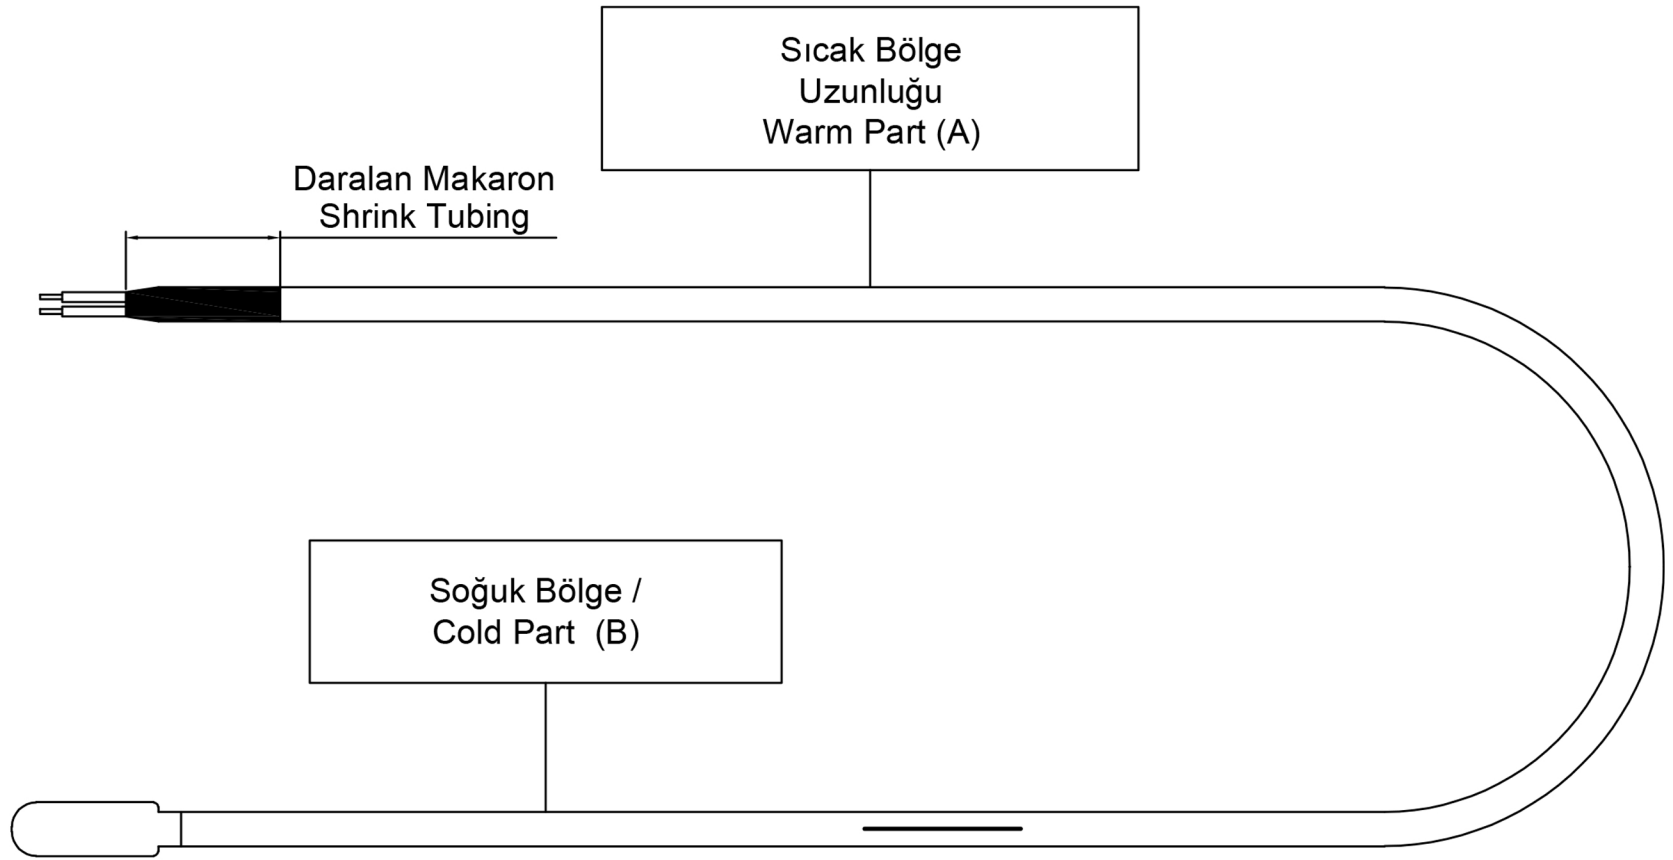 Sıcak Bölge
Uzunluğu
Warm Part (A)
Daralan Makaron
Shrink Tubing
Soğuk Bölge /
Cold Part (B)